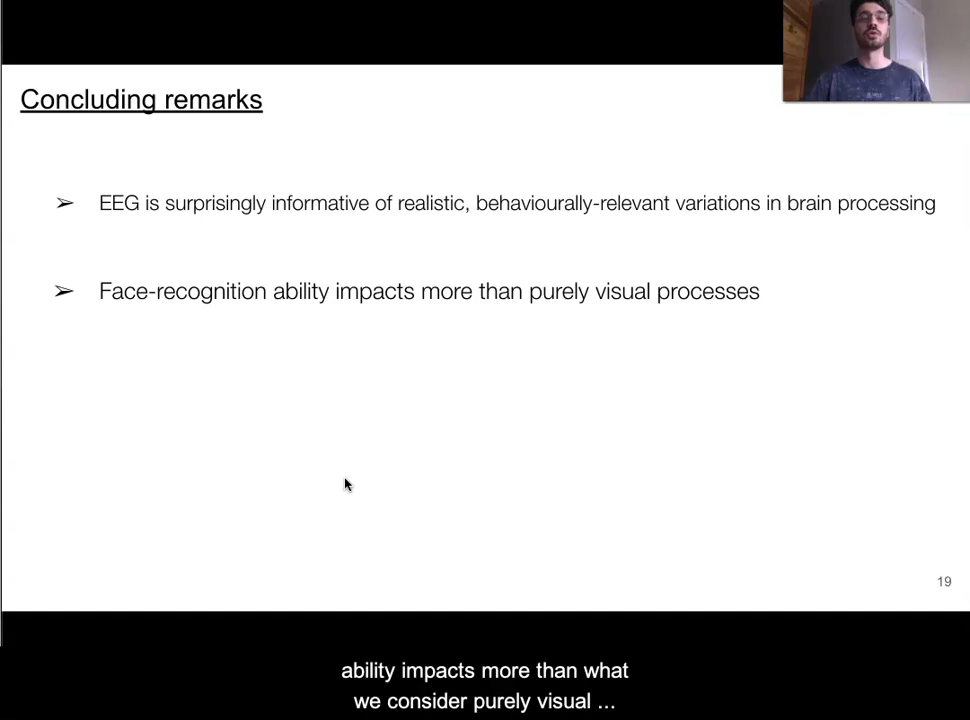 Concluding remarks
➢ EEG is surprisingly informative of realistic, behaviourally-relevant variations in brain processing
➢ Face-recognition ability impacts more than purely visual processes
19
ability impacts more than what
we consider purely visual ...